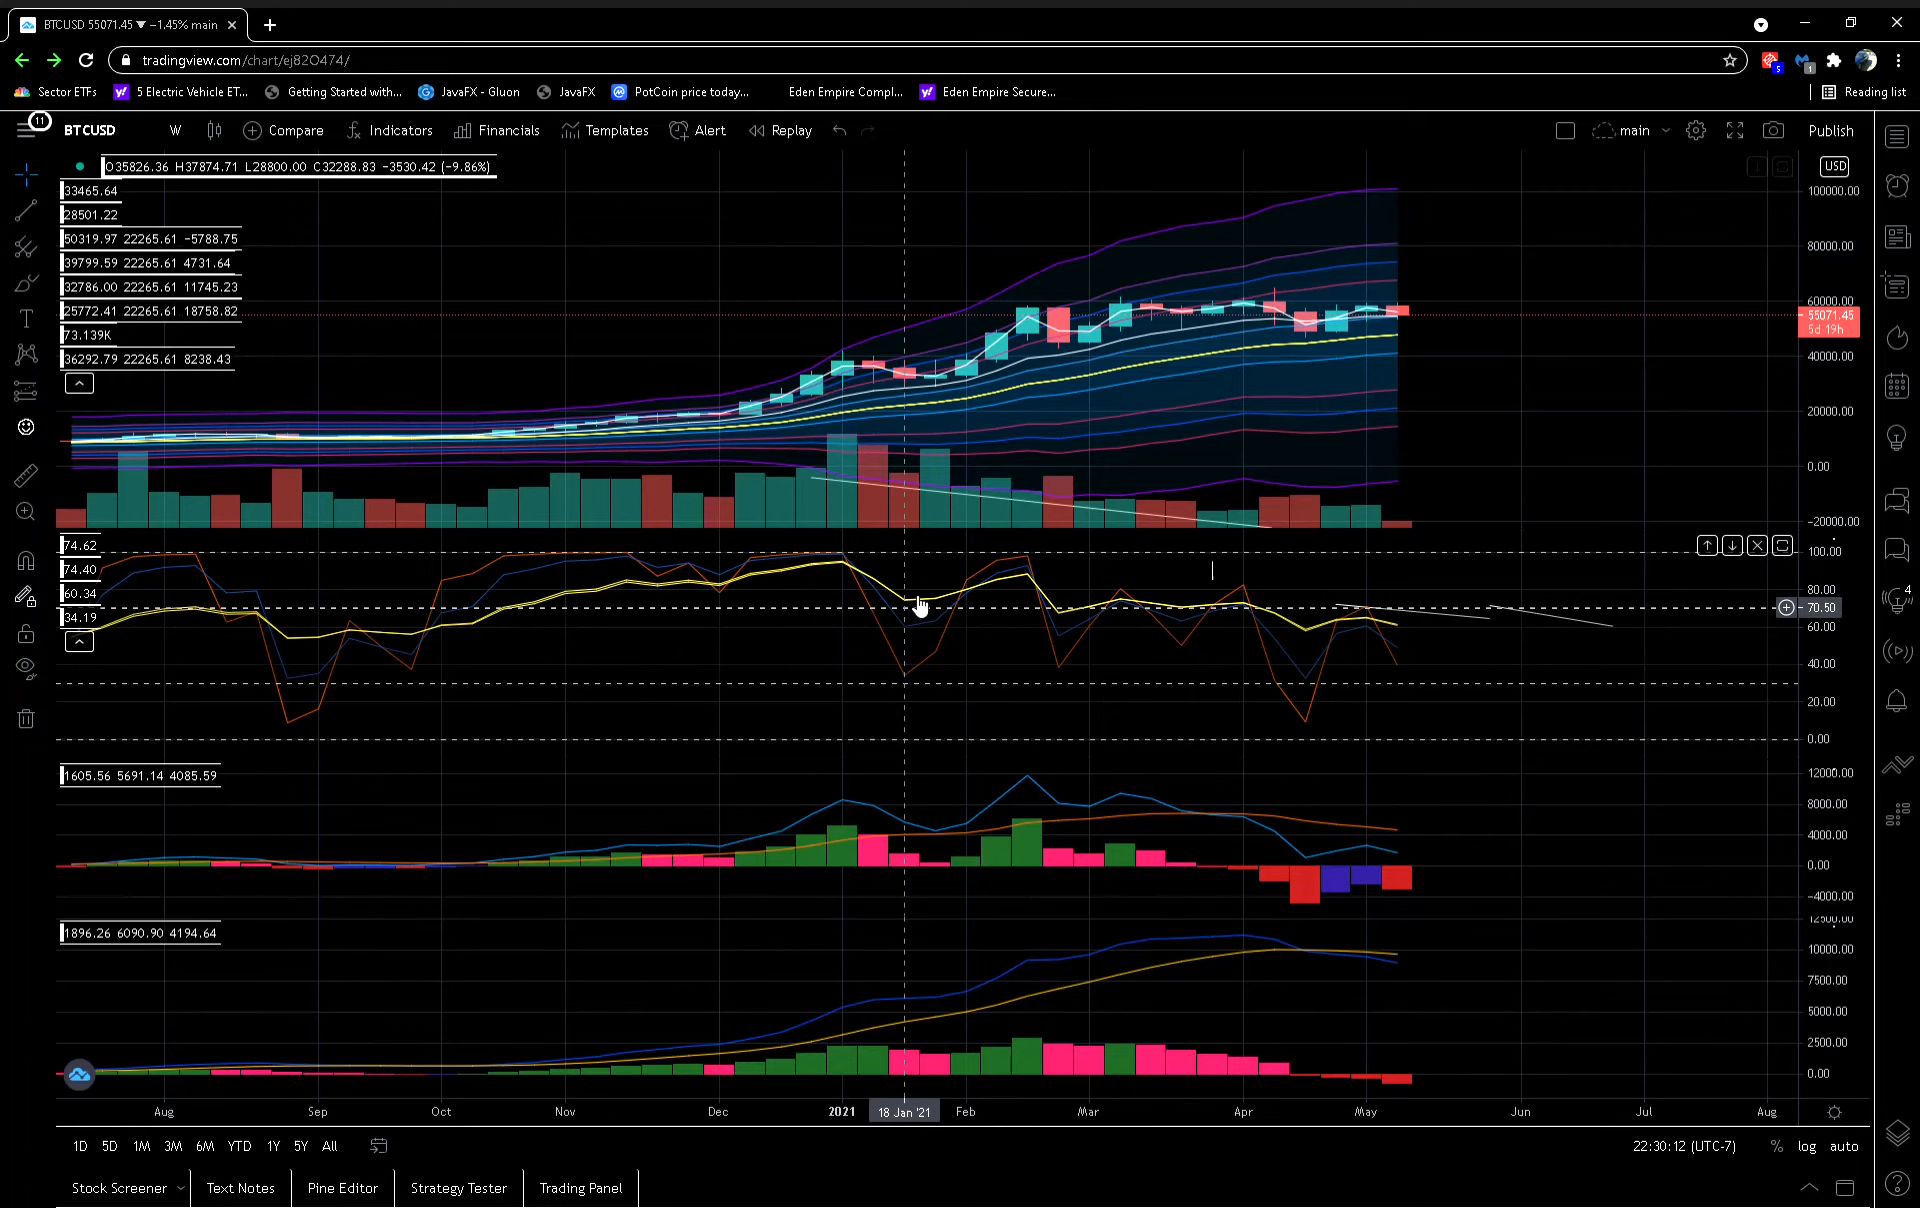 BTCUSD 55071.45 ▼ −1.45% main
tradingview.com/chart/ej82O474/
5
1
Sector ETFs
5 Electric Vehicle ET...
Getting Started with...
JavaFX - Gluon
JavaFX
PotCoin price today...
Eden Empire Compl...
Eden Empire Secure...
Reading list
11
BTCUSD
W
Compare
Indicators
Financials
Templates
Alert
Replay
main
Publish
O35826.36 H37874.71 L28800.00 C32288.83 −3530.42 (−9.86%)
USD
33465.64
28501.22
50319.97 22265.61 −5788.75
39799.59 22265.61 4731.64
32786.00 22265.61 11745.23
25772.41 22265.61 18758.82
73.139K
36292.79 22265.61 8238.43
100000.00
80000.00
60000.00
55071.45
5d 19h
40000.00
20000.00
0.00
−20000.00
74.62
74.40
60.34
34.19
100.00
80.00
70.50
60.00
40.00
20.00
0.00
4
1605.56 5691.14 4085.59
12000.00
8000.00
4000.00
0.00
−4000.00
1896.26 6090.90 4194.64
12500.00
10000.00
7500.00
5000.00
2500.00
0.00
Aug Sep Oct Nov Dec 2021 18 Jan '21 Feb Mar Apr May Jun Jul Aug
1D 5D 1M 3M 6M YTD 1Y 5Y All
22:30:12 (UTC-7) % log auto
Stock Screener Text Notes Pine Editor Strategy Tester Trading Panel